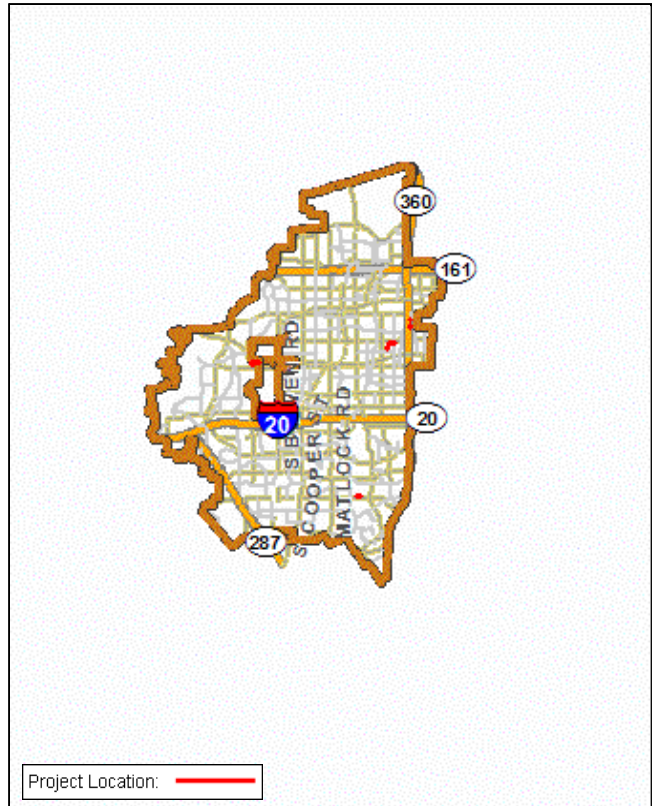 360
161
20
20
S BOWEN RD
S COOPER ST
MATLOCK RD
287
Project Location: